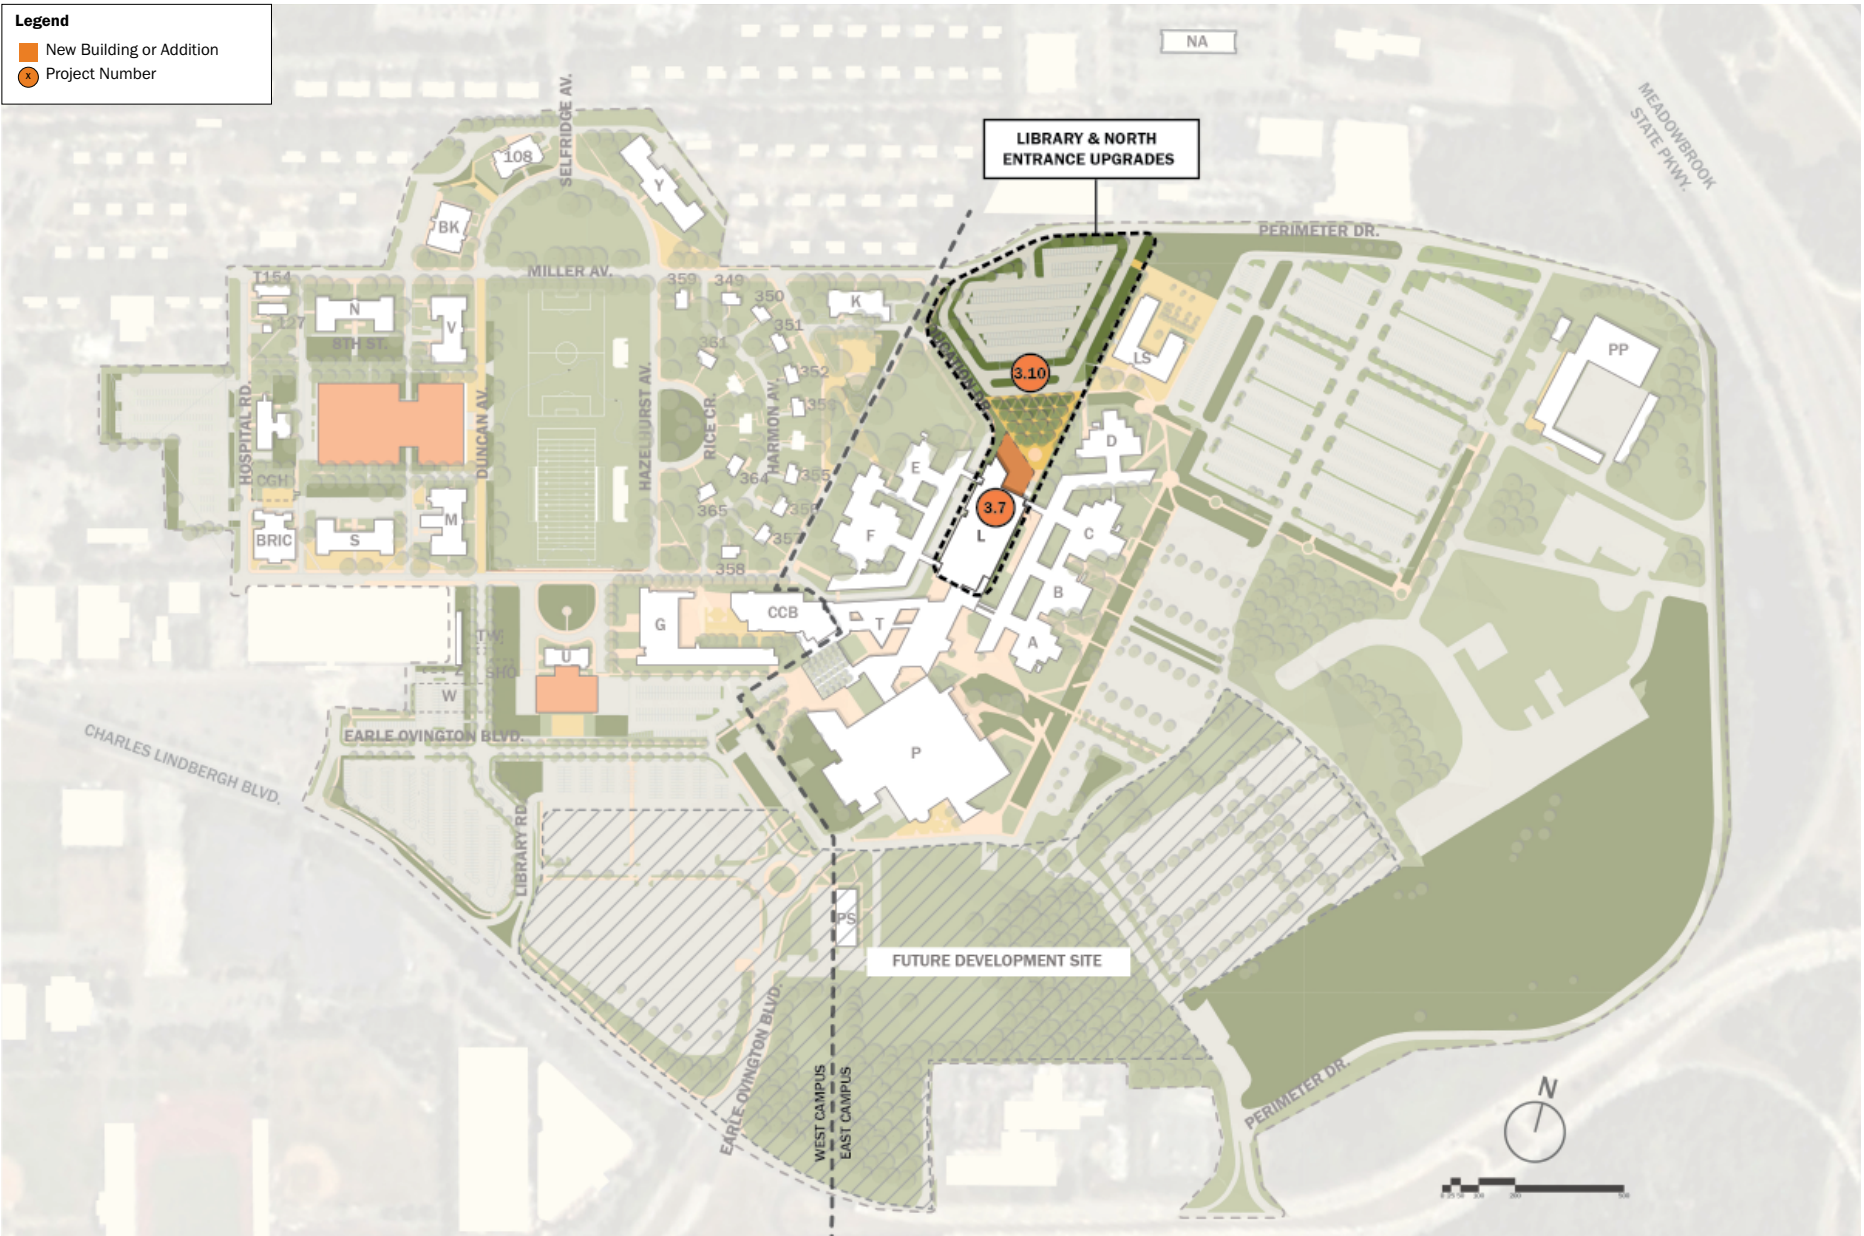 Legend
New Building or Addition
x
Project Number
NA
MEADOWBROOK
STATE PKWY.
SELFRIDGE AV.
LIBRARY & NORTH
ENTRANCE UPGRADES
108
Y
BK
PERIMETER DR.
MILLER AV.
T154
359
349
350
K
N
V
127
351
8TH ST.
361
LS
PP
3.10
352
HOSPITAL RD.
DUNCAN AV.
HAZELHURST AV.
RICE CR.
HARMON AV.
D
E
CGH
364
355
365
3.7
BRIC
S
M
F
L
C
357
358
B
G
CCB
T
A
TW
U
SHO
Z
W
EARLE OVINGTON BLVD.
P
CHARLES LINDBERGH BLVD.
LIBRARY RD
PS
FUTURE DEVELOPMENT SITE
EARLE OVINGTON BLVD.
WEST CAMPUS
EAST CAMPUS
PERIMETER DR.
N